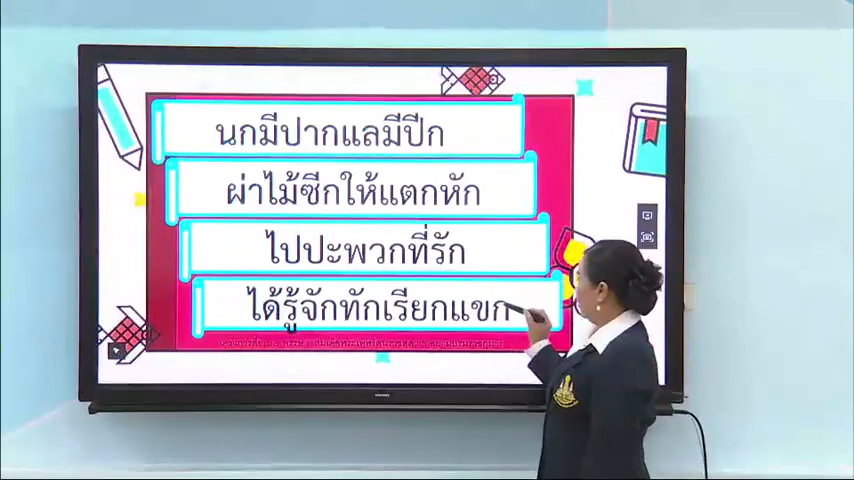 นกมีปากแลมีปีก
ผ่าไม้ซีกให้แตกหัก
ไปปะพวกที่รัก
ได้รู้จักทักเรียกแขก